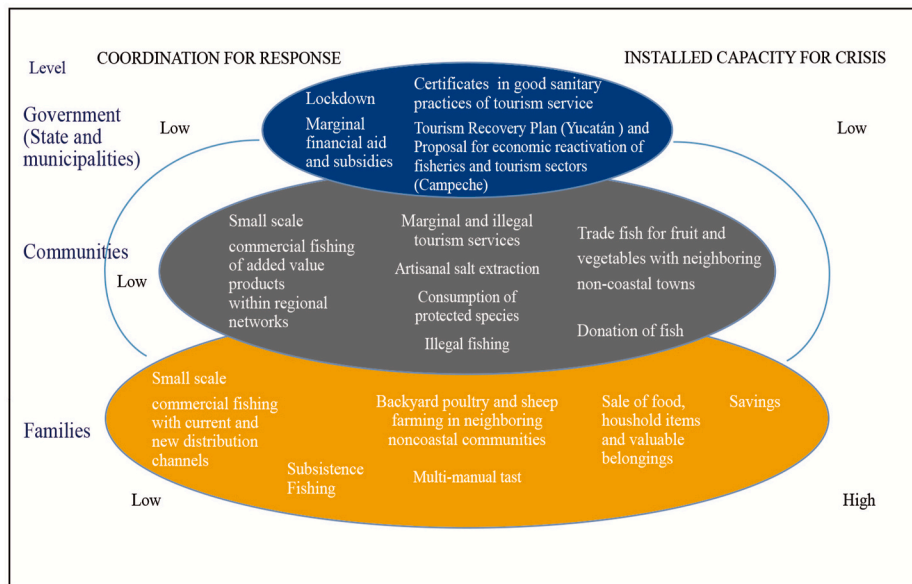 COORDINATION FOR RESPONSE
INSTALLED CAPACITY FOR CRISIS
Level
Government
(State and
municipalities)
Low
Lockdown
Marginal
financial aid
and subsidies
Certificates in good sanitary
practices of tourism service
Tourism Recovery Plan (Yucatán ) and
Proposal for economic reactivation of
fisheries and tourism sectors
(Campeche)
Low
Communities
Low
Small scale
commercial fishing
of added value
products
within regional
networks
Marginal and illegal
tourism services
Artisanal salt extraction
Consumption of
protected species
Illegal fishing
Trade fish for fruit and
vegetables with neighboring
non-coastal towns
Donation of fish
Families
Low
Small scale
commercial fishing
with current and
new distribution
channels
Subsistence
Fishing
Backyard poultry and sheep
farming in neighboring
noncoastal communities
Multi-manual tast
Sale of food,
houshold items
and valuable
belongings
Savings
High